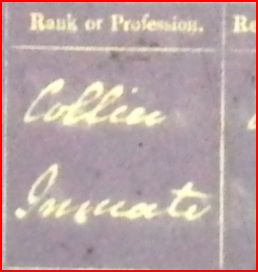 Rank or Profession.
Collier
Inmate